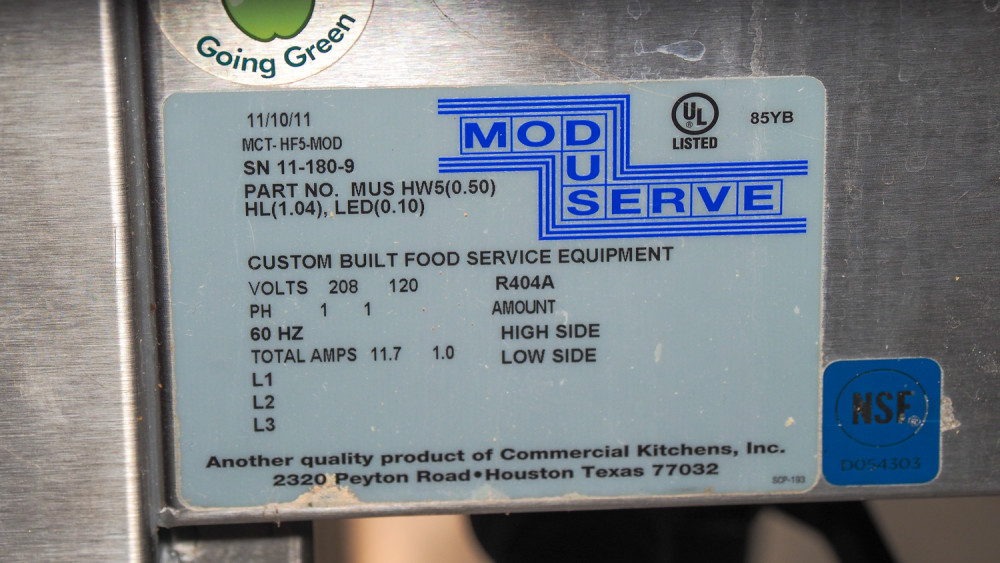 Going Green
11/10/11
MCT-HF5-MOD
SN 11-180-9
PART NO. MUS HW5(0.50)
HL(1.04), LED(0.10)
MODUSERVE
UL
®
LISTED
85YB
CUSTOM BUILT FOOD SERVICE EQUIPMENT
VOLTS 208 120 R404A
PH 1 1 AMOUNT
60 HZ HIGH SIDE
TOTAL AMPS 11.7 1.0 LOW SIDE
L1
L2
L3
Another quality product of Commercial Kitchens, Inc.
2320 Peyton Road•Houston Texas 77032
SCP-193
NSF®
D054303